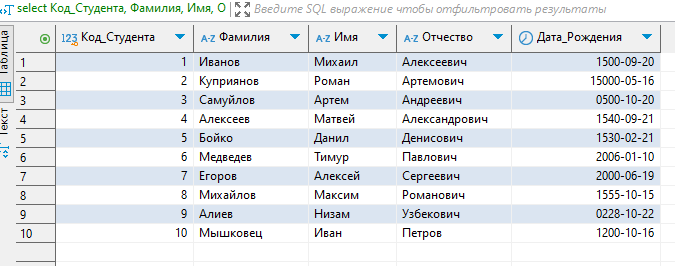 select Код_Студента, Фамилия, Имя, О Введите SQL выражение чтобы отфильтровать результаты
Таблица
Текст
123 Код_Студента A-Z Фамилия A-Z Имя A-Z Отчество Дата_Рождения
1 1 Иванов Михаил Алексеевич 1500-09-20
2 2 Куприянов Роман Артемович 15000-05-16
3 3 Самуйлов Артем Андреевич 0500-10-20
4 4 Алексеев Матвей Александрович 1540-09-21
5 5 Бойко Данил Денисович 1530-02-21
6 6 Медведев Тимур Павлович 2006-01-10
7 7 Егоров Алексей Сергеевич 2000-06-19
8 8 Михайлов Максим Романович 1555-10-15
9 9 Алиев Низам Узбекович 0228-10-22
10 10 Мышковец Иван Петров 1200-10-16